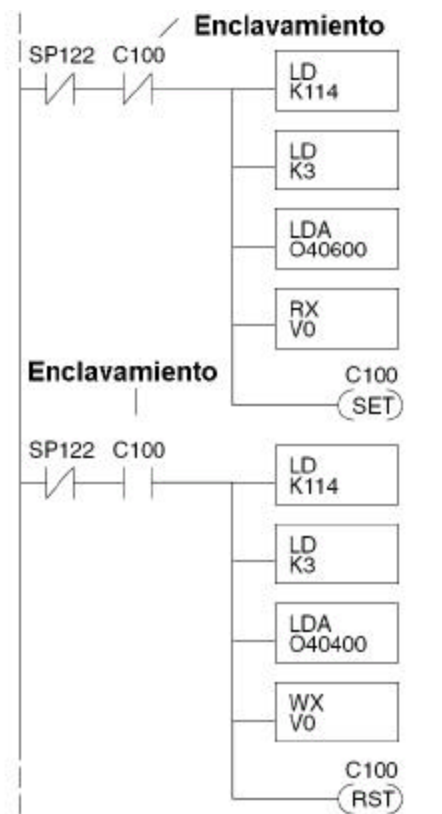 Enclavamiento
SP122 C100
LD
K114
LD
K3
LDA
O40600
RX
V0
C100
SET
Enclavamiento
SP122 C100
LD
K114
LD
K3
LDA
O40400
WX
V0
C100
RST